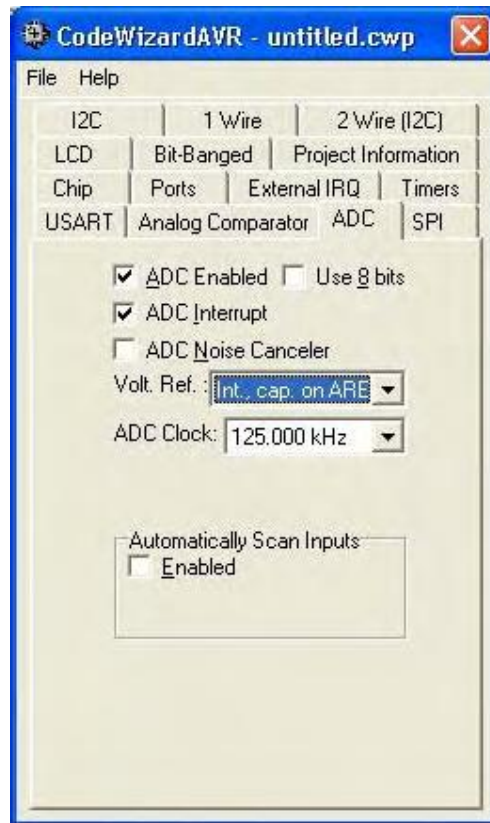 CodeWizardAVR - untitled.cwp
File Help
I2C 1 Wire 2 Wire (I2C)
LCD Bit-Banged Project Information
Chip Ports External IRQ Timers
USART Analog Comparator ADC SPI
ADC Enabled Use 8 bits
ADC Interrupt
ADC Noise Canceler
Volt. Ref. : Int., cap. on ARE
ADC Clock: 125.000 kHz
Automatically Scan Inputs
Enabled